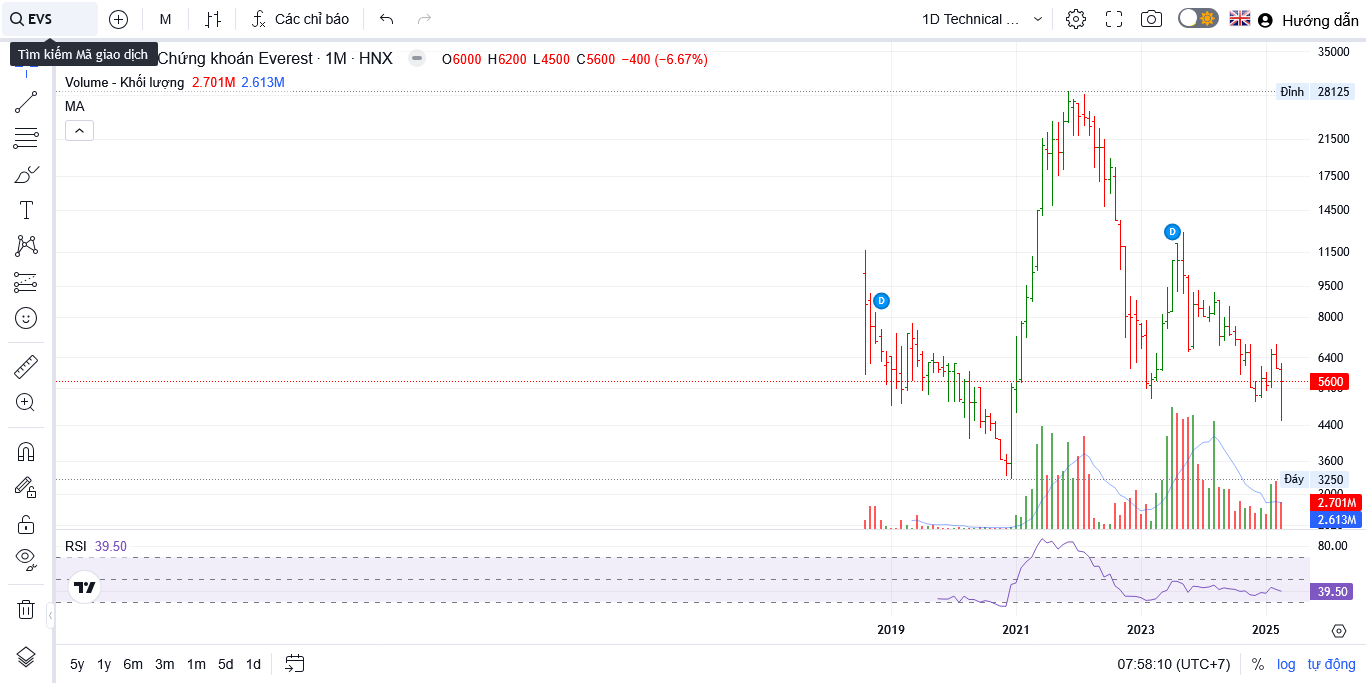 EVS
M
Các chỉ báo
1D Technical ...
Hướng dẫn
Tìm kiếm Mã giao dịch
Chứng khoán Everest · 1M · HNX
O6000 H6200 L4500 C5600 −400 (−6.67%)
Volume - Khối lượng 2.701M 2.613M
MA
35000
Đỉnh 28125
21500
17500
14500
D
11500
D
9500
8000
6400
5600
4400
3600
Đáy 3250
2.701M
2.613M
RSI 39.50
80.00
39.50
2019 2021 2023 2025
5y 1y 6m 3m 1m 5d 1d
07:58:10 (UTC+7) % log tự động